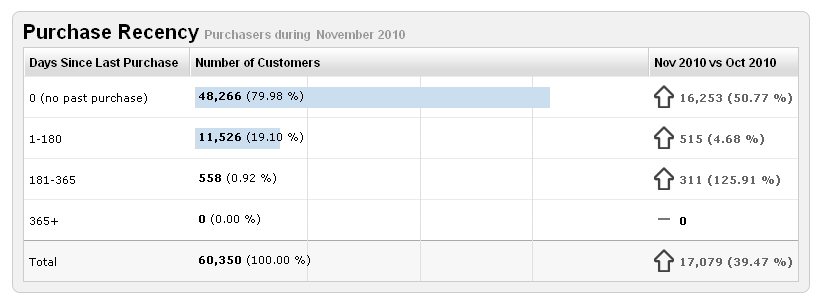 Purchase Recency Purchasers during November 2010
Days Since Last Purchase Number of Customers Nov 2010 vs Oct 2010
0 (no past purchase) 48,266 (79.98 %) 16,253 (50.77 %)
1-180 11,526 (19.10 %) 515 (4.68 %)
181-365 558 (0.92 %) 311 (125.91 %)
365+ 0 (0.00 %) 0
Total 60,350 (100.00 %) 17,079 (39.47 %)